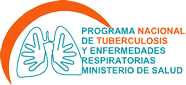 PROGRAMA NACIONAL
DE TUBERCULOSIS
Y ENFERMEDADES
RESPIRATORIAS
MINISTERIO DE SALUD